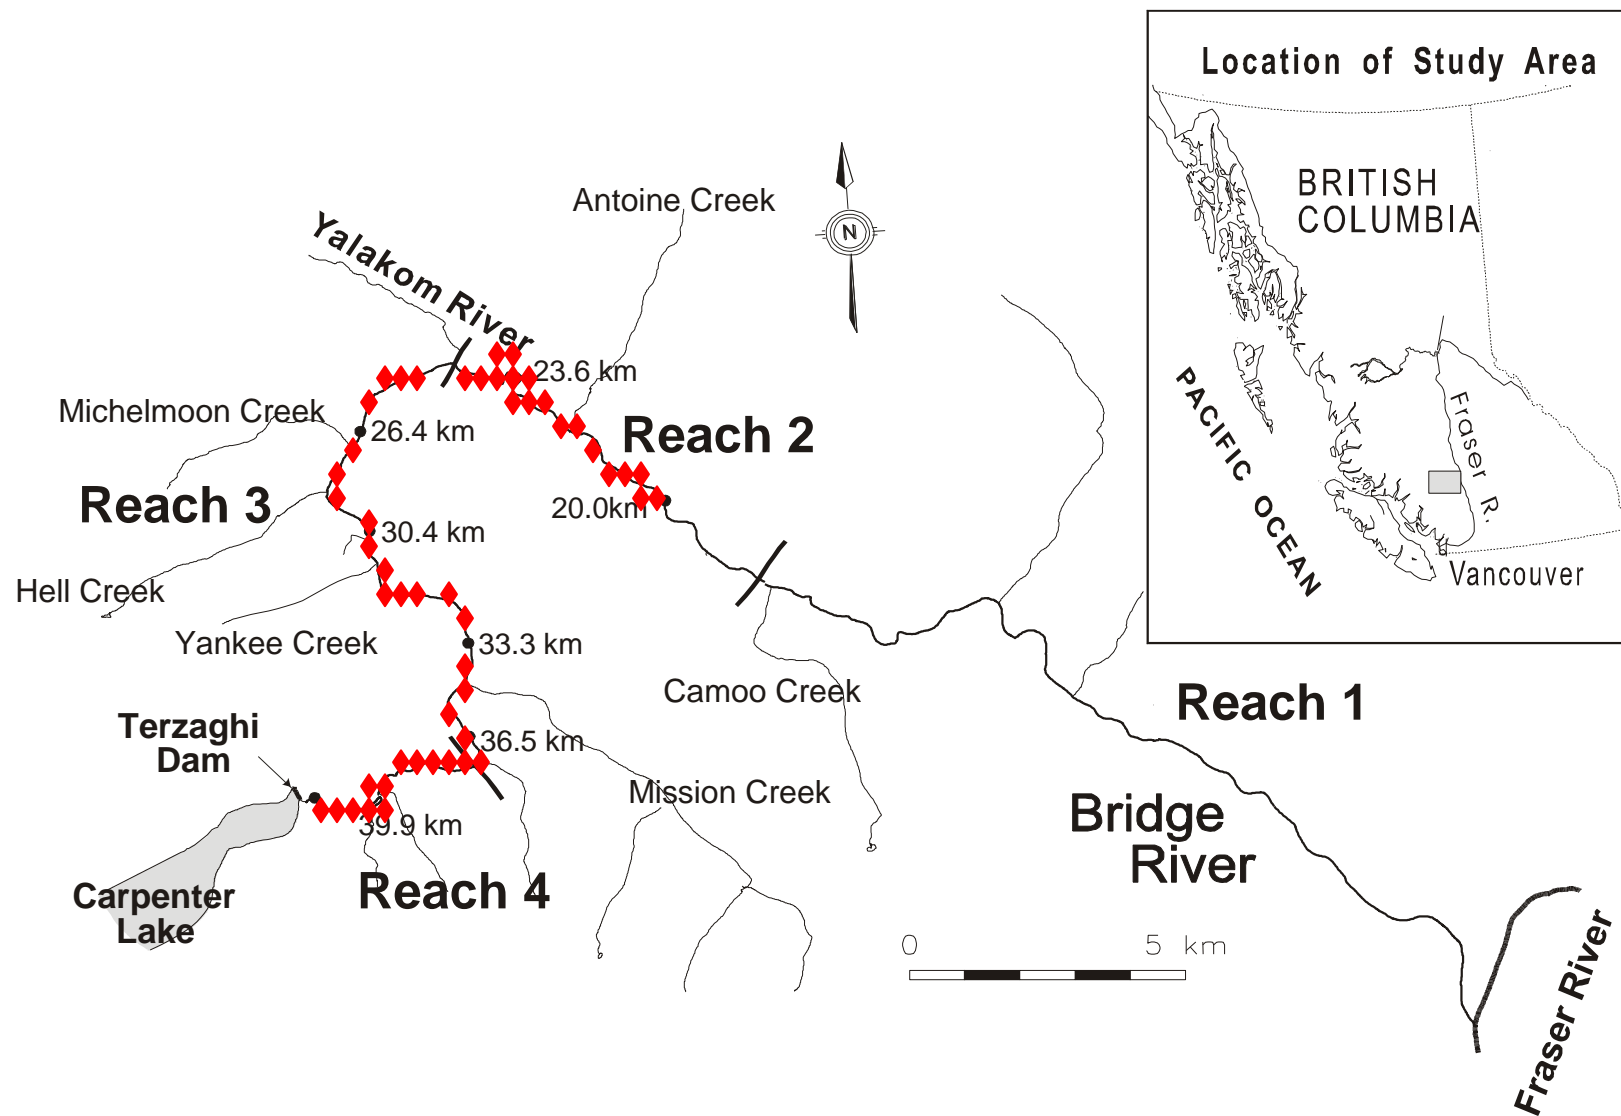 Location of Study Area
BRITISH
COLUMBIA
PACIFIC OCEAN
Fraser R.
Vancouver
Antoine Creek
Yalakom River
N
23.6 km
Michelmoon Creek
26.4 km
Reach 2
Reach 3
20.0km
30.4 km
Hell Creek
Yankee Creek
33.3 km
Camoo Creek
Reach 1
Terzaghi
Dam
36.5 km
Mission Creek
39.9 km
Bridge
River
Reach 4
Carpenter
Lake
0 5 km
Fraser River